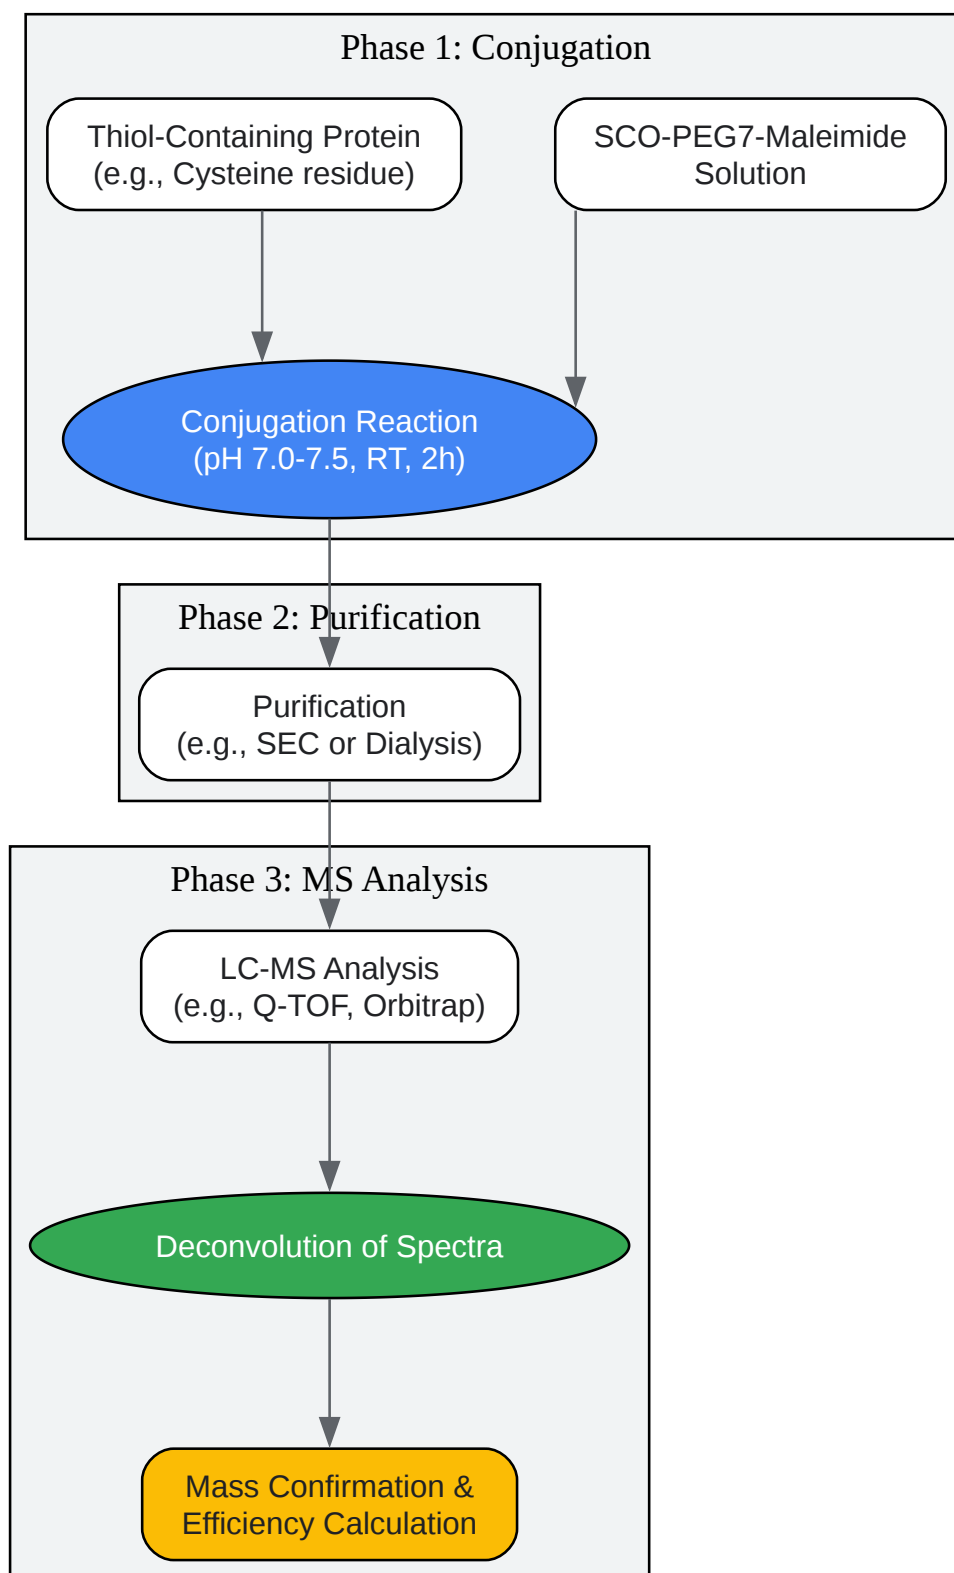 Phase 1: Conjugation
Thiol-Containing Protein
(e.g., Cysteine residue)
SCO-PEG7-Maleimide
Solution
Conjugation Reaction
(pH 7.0-7.5, RT, 2h)
Phase 2: Purification
Purification
(e.g., SEC or Dialysis)
Phase 3: MS Analysis
LC-MS Analysis
(e.g., Q-TOF, Orbitrap)
Deconvolution of Spectra
Mass Confirmation &
Efficiency Calculation